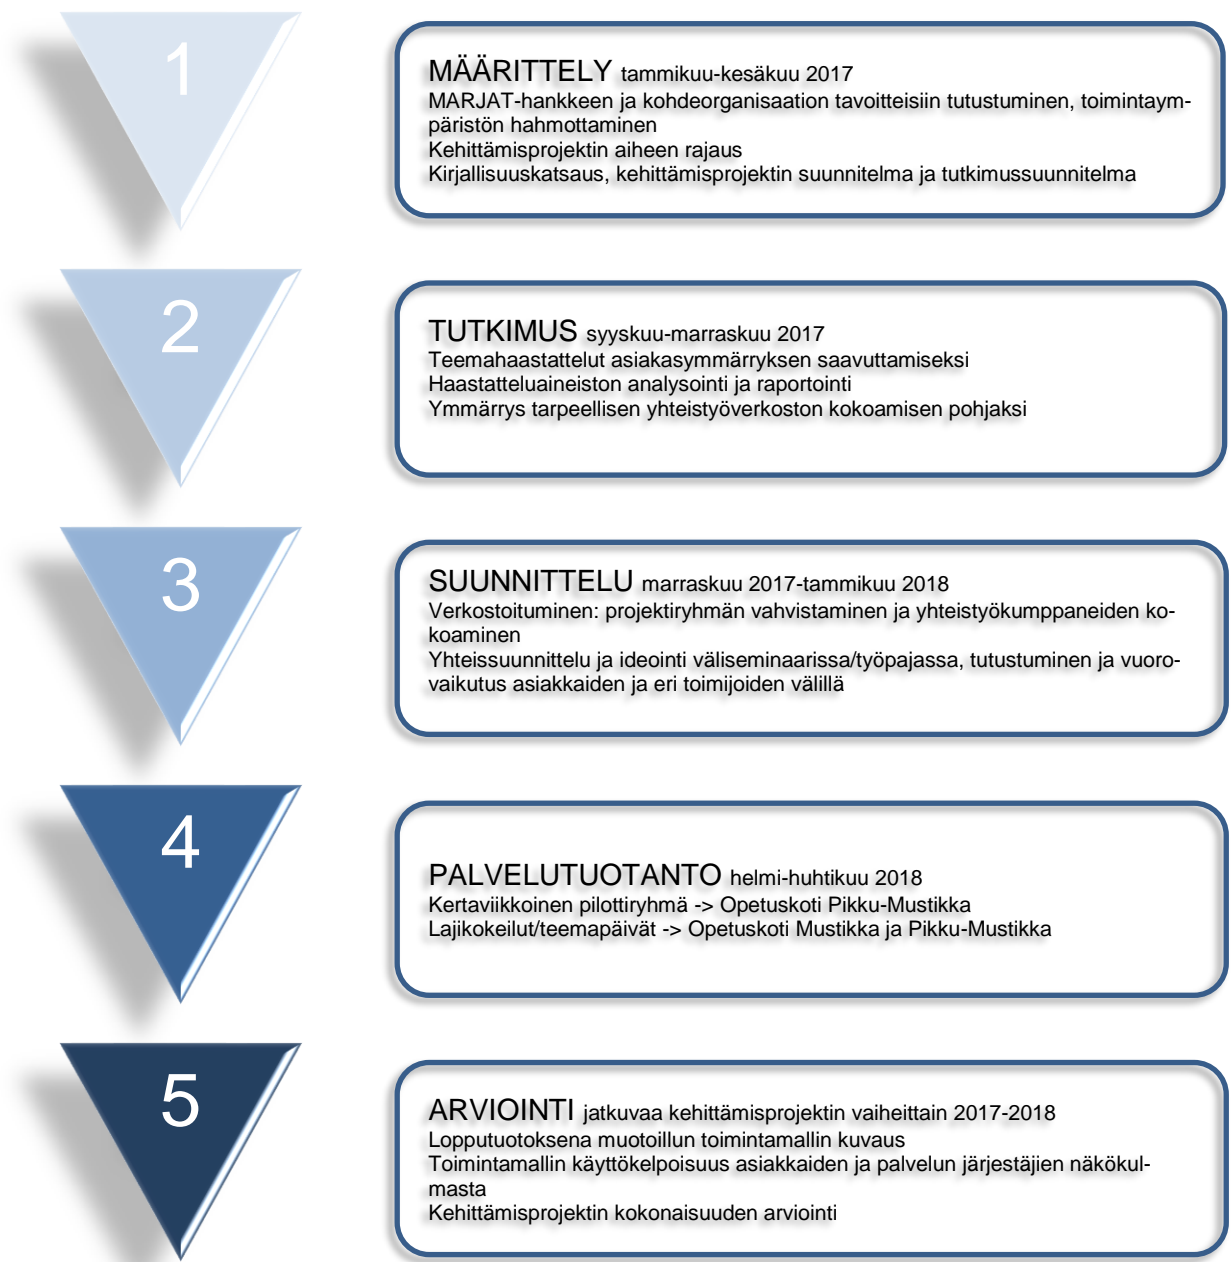 1
MÄÄRITTELY tammikuu-kesäkuu 2017
MARJAT-hankkeen ja kohdeorganisaation tavoitteisiin tutustuminen, toimintaym-
päristön hahmottaminen
Kehittämisprojektin aiheen rajaus
Kirjallisuuskatsaus, kehittämisprojektin suunnitelma ja tutkimussuunnitelma
2
TUTKIMUS syyskuu-marraskuu 2017
Teemahaastattelut asiakasymmärryksen saavuttamiseksi
Haastatteluaineiston analysointi ja raportointi
Ymmärrys tarpeellisen yhteistyöverkoston kokoamisen pohjaksi
3
SUUNNITTELU marraskuu 2017-tammikuu 2018
Verkostoituminen: projektiryhmän vahvistaminen ja yhteistyökumppaneiden ko-
koaminen
Yhteissuunnittelu ja ideointi väliseminaarissa/työpajassa, tutustuminen ja vuoro-
vaikutus asiakkaiden ja eri toimijoiden välillä
4
PALVELUTUOTANTO helmi-huhtikuu 2018
Kertaviikkoinen pilottiryhmä -> Opetuskoti Pikku-Mustikka
Lajikokeilut/teemapäivät -> Opetuskoti Mustikka ja Pikku-Mustikka
5
ARVIOINTI jatkuvaa kehittämisprojektin vaiheittain 2017-2018
Lopputuotoksena muotoillun toimintamallin kuvaus
Toimintamallin käyttökelpoisuus asiakkaiden ja palvelun järjestäjien näkökul-
masta
Kehittämisprojektin kokonaisuuden arviointi